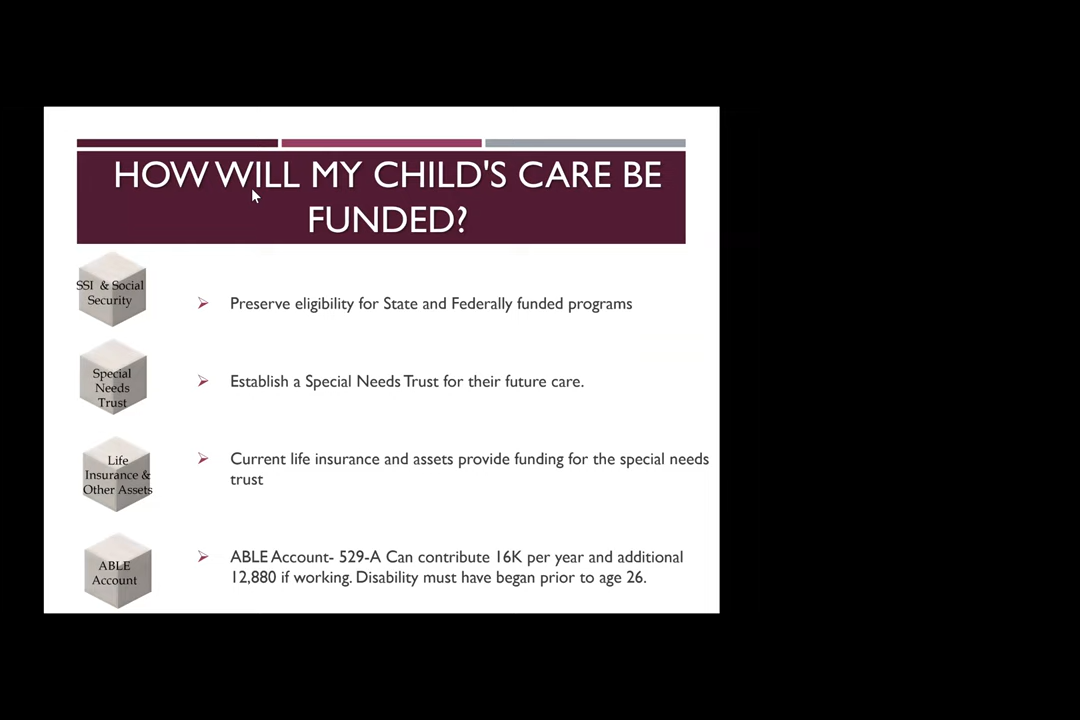 HOW WILL MY CHILD'S CARE BE
FUNDED?
SSI & Social
Security
Preserve eligibility for State and Federally funded programs
Special
Needs
Trust
Establish a Special Needs Trust for their future care.
Life
Insurance &
Other Assets
Current life insurance and assets provide funding for the special needs
trust
ABLE
Account
ABLE Account- 529-A Can contribute 16K per year and additional
12,880 if working. Disability must have began prior to age 26.